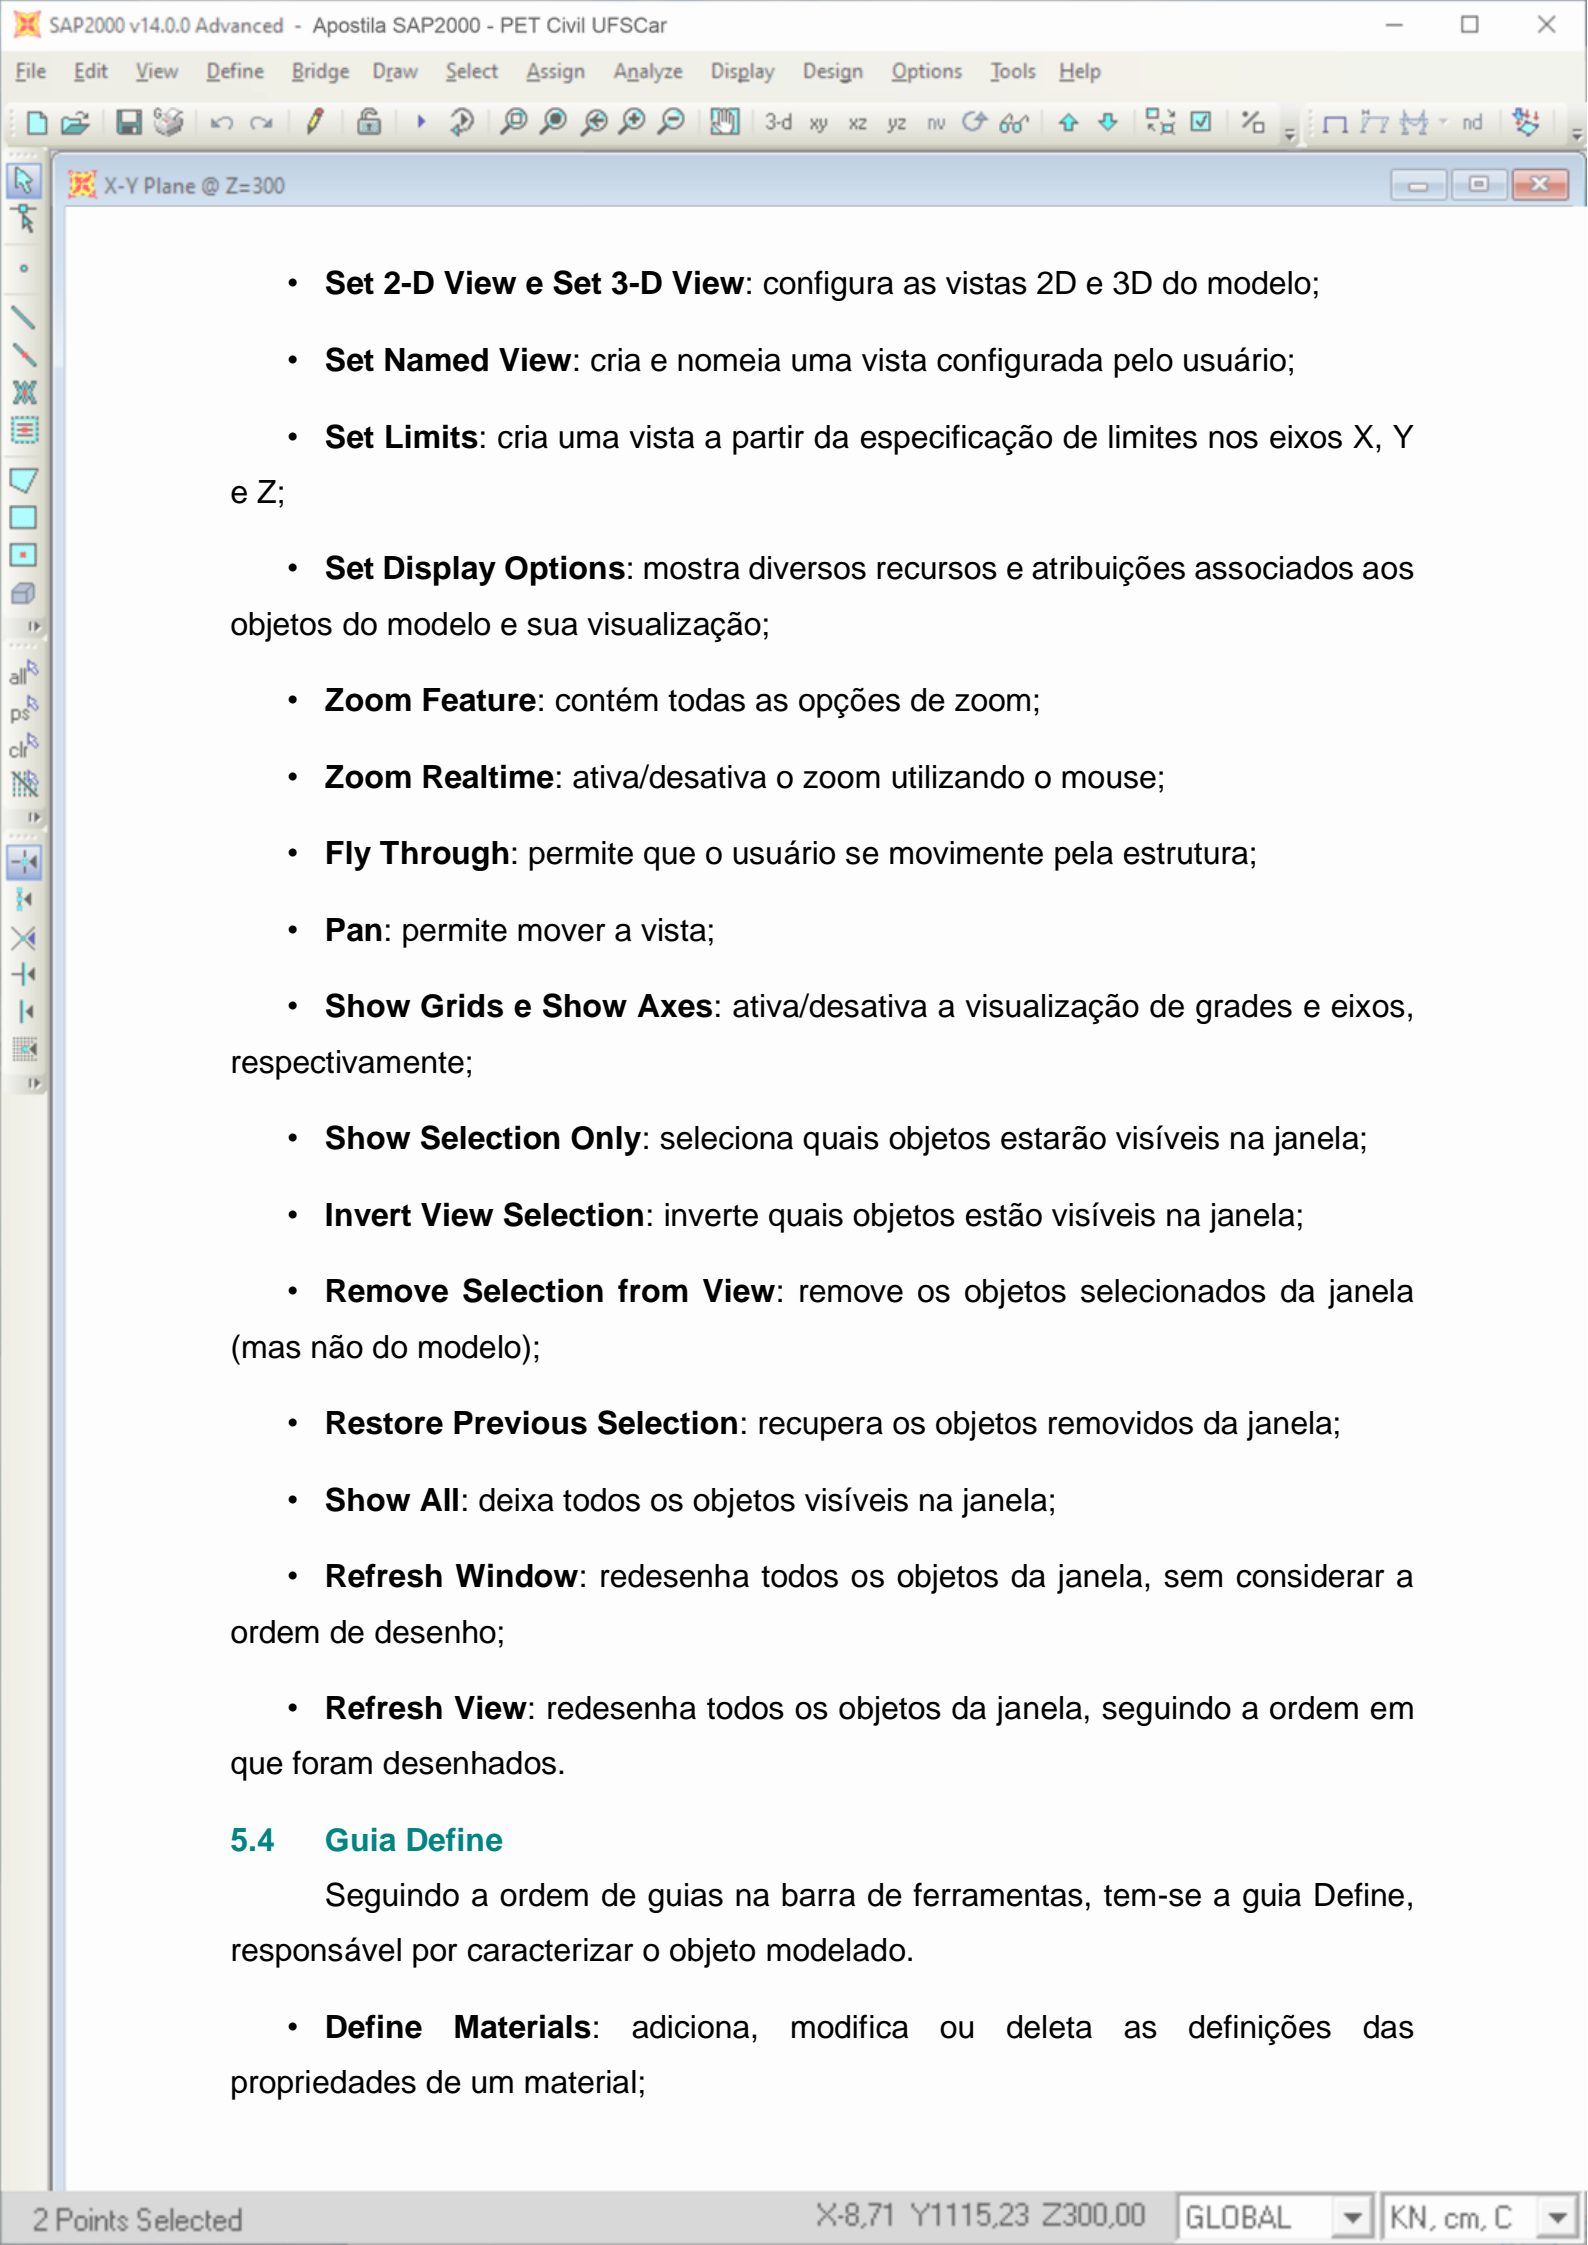 SAP2000 v14.0.0 Advanced - Apostila SAP2000 - PET Civil UFSCar
File Edit View Define Bridge Draw Select Assign Analyze Display Design Options Tools Help
3-d xy xz yz nv nd
X-Y Plane @ Z=300
all
ps
clr
• Set 2-D View e Set 3-D View: configura as vistas 2D e 3D do modelo;
• Set Named View: cria e nomeia uma vista configurada pelo usuário;
• Set Limits: cria uma vista a partir da especificação de limites nos eixos X, Y
e Z;
• Set Display Options: mostra diversos recursos e atribuições associados aos
objetos do modelo e sua visualização;
• Zoom Feature: contém todas as opções de zoom;
• Zoom Realtime: ativa/desativa o zoom utilizando o mouse;
• Fly Through: permite que o usuário se movimente pela estrutura;
• Pan: permite mover a vista;
• Show Grids e Show Axes: ativa/desativa a visualização de grades e eixos,
respectivamente;
• Show Selection Only: seleciona quais objetos estarão visíveis na janela;
• Invert View Selection: inverte quais objetos estão visíveis na janela;
• Remove Selection from View: remove os objetos selecionados da janela
(mas não do modelo);
• Restore Previous Selection: recupera os objetos removidos da janela;
• Show All: deixa todos os objetos visíveis na janela;
• Refresh Window: redesenha todos os objetos da janela, sem considerar a
ordem de desenho;
• Refresh View: redesenha todos os objetos da janela, seguindo a ordem em
que foram desenhados.
5.4 Guia Define
Seguindo a ordem de guias na barra de ferramentas, tem-se a guia Define,
responsável por caracterizar o objeto modelado.
• Define Materials: adiciona, modifica ou deleta as definições das
propriedades de um material;
2 Points Selected X-8,71 Y1115,23 Z300,00 GLOBAL KN, cm, C